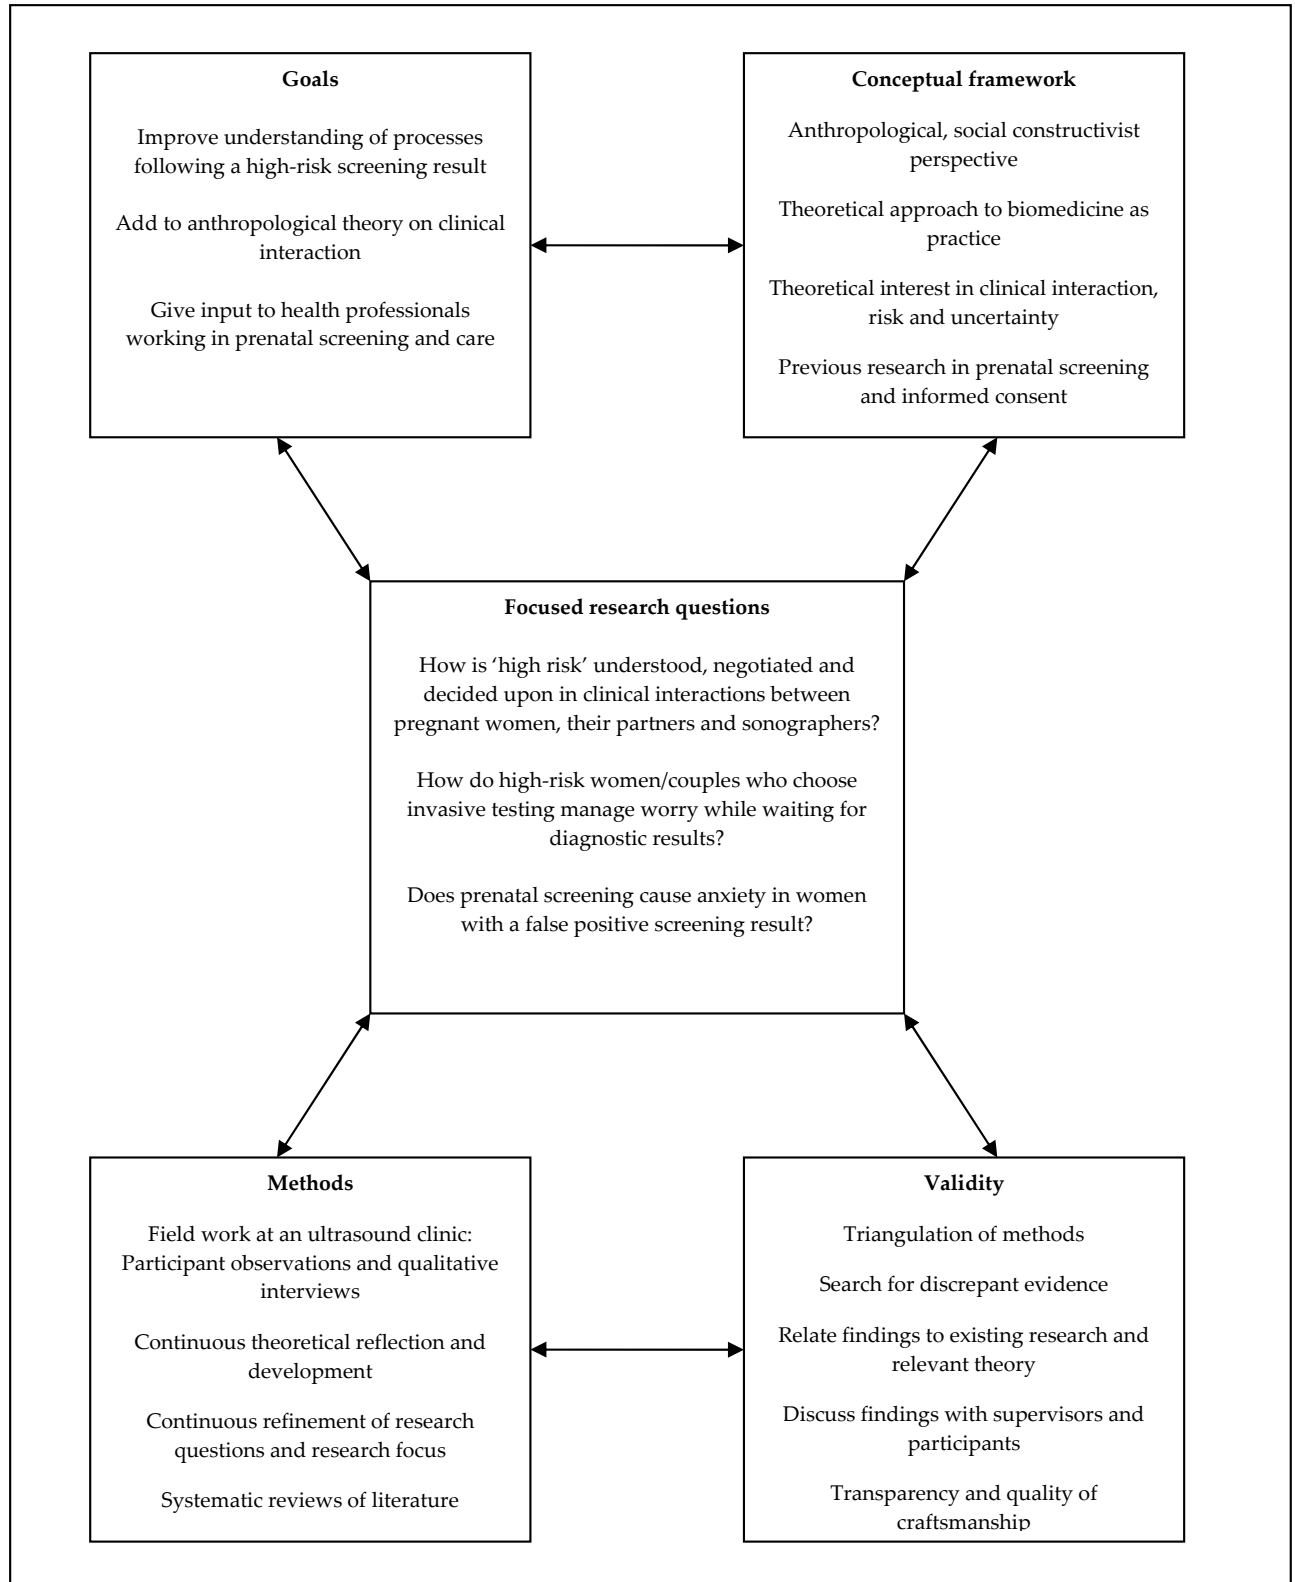 Goals
Improve understanding of processes
following a high-risk screening result
Add to anthropological theory on clinical
interaction
Give input to health professionals
working in prenatal screening and care
Conceptual framework
Anthropological, social constructivist
perspective
Theoretical approach to biomedicine as
practice
Theoretical interest in clinical interaction,
risk and uncertainty
Previous research in prenatal screening
and informed consent
Focused research questions
How is ‘high risk’ understood, negotiated and
decided upon in clinical interactions between
pregnant women, their partners and sonographers?
How do high-risk women/couples who choose
invasive testing manage worry while waiting for
diagnostic results?
Does prenatal screening cause anxiety in women
with a false positive screening result?
Methods
Field work at an ultrasound clinic:
Participant observations and qualitative
interviews
Continuous theoretical reflection and
development
Continuous refinement of research
questions and research focus
Systematic reviews of literature
Validity
Triangulation of methods
Search for discrepant evidence
Relate findings to existing research and
relevant theory
Discuss findings with supervisors and
participants
Transparency and quality of
craftsmanship